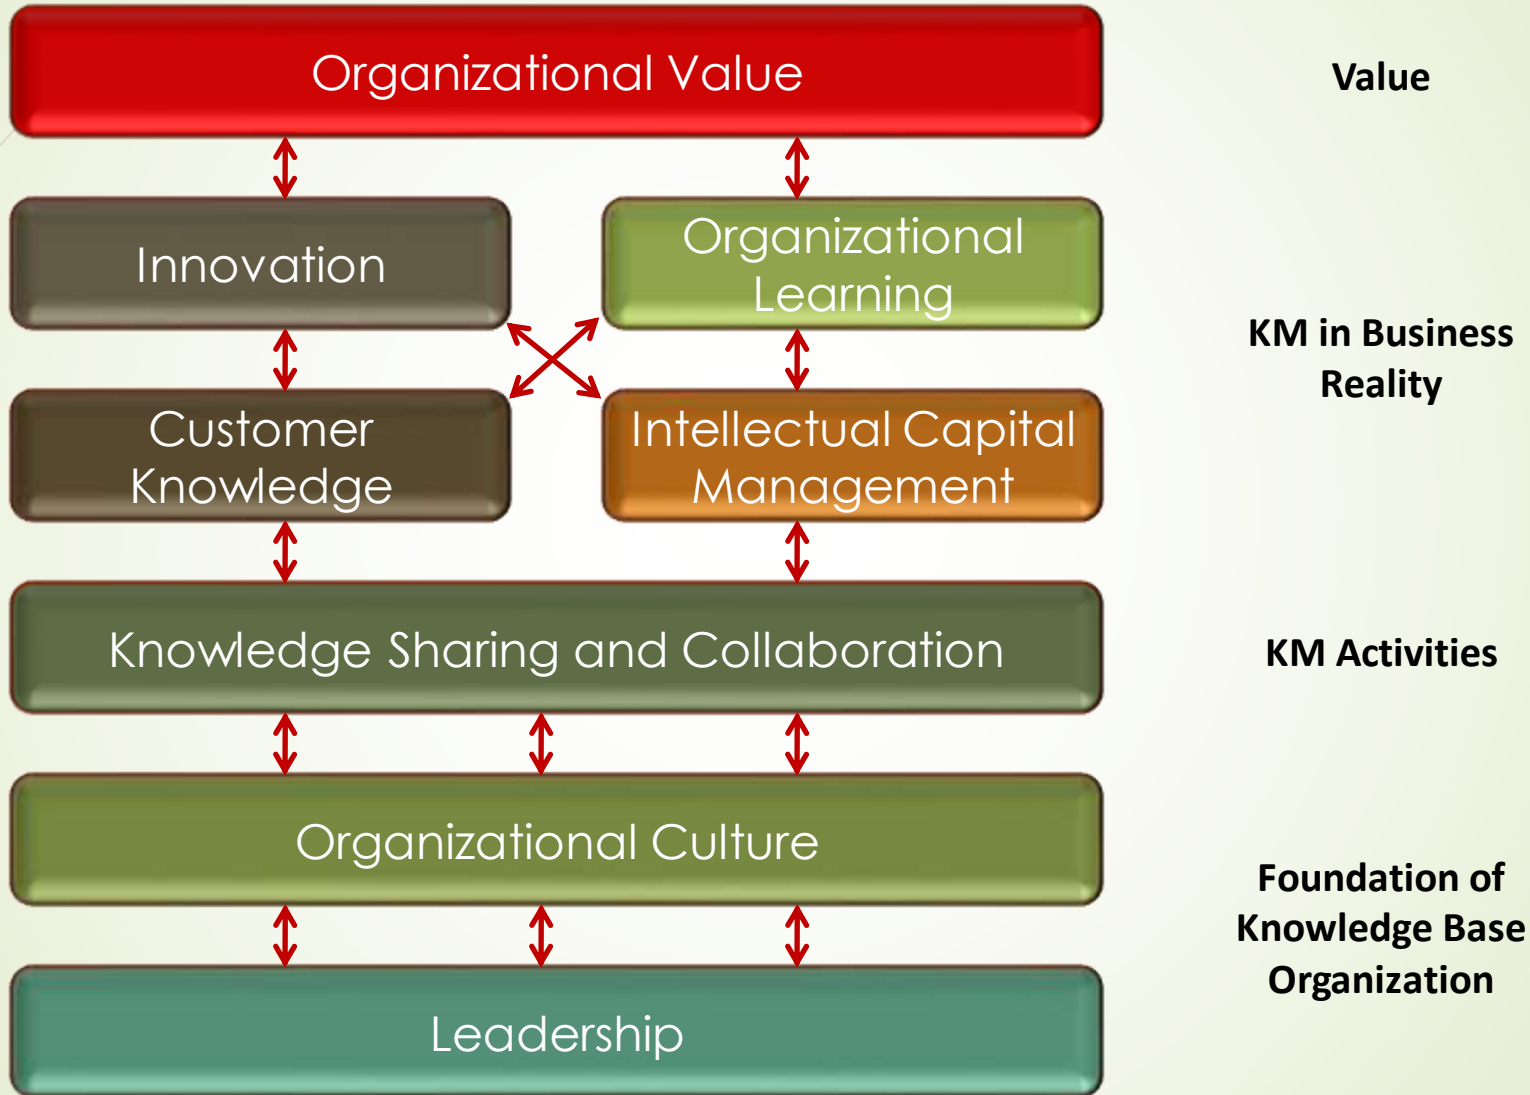 Organizational Value
Value
Innovation
Organizational
Learning
KM in Business
Reality
Customer
Knowledge
Intellectual Capital
Management
Knowledge Sharing and Collaboration
KM Activities
Organizational Culture
Foundation of
Knowledge Base
Organization
Leadership